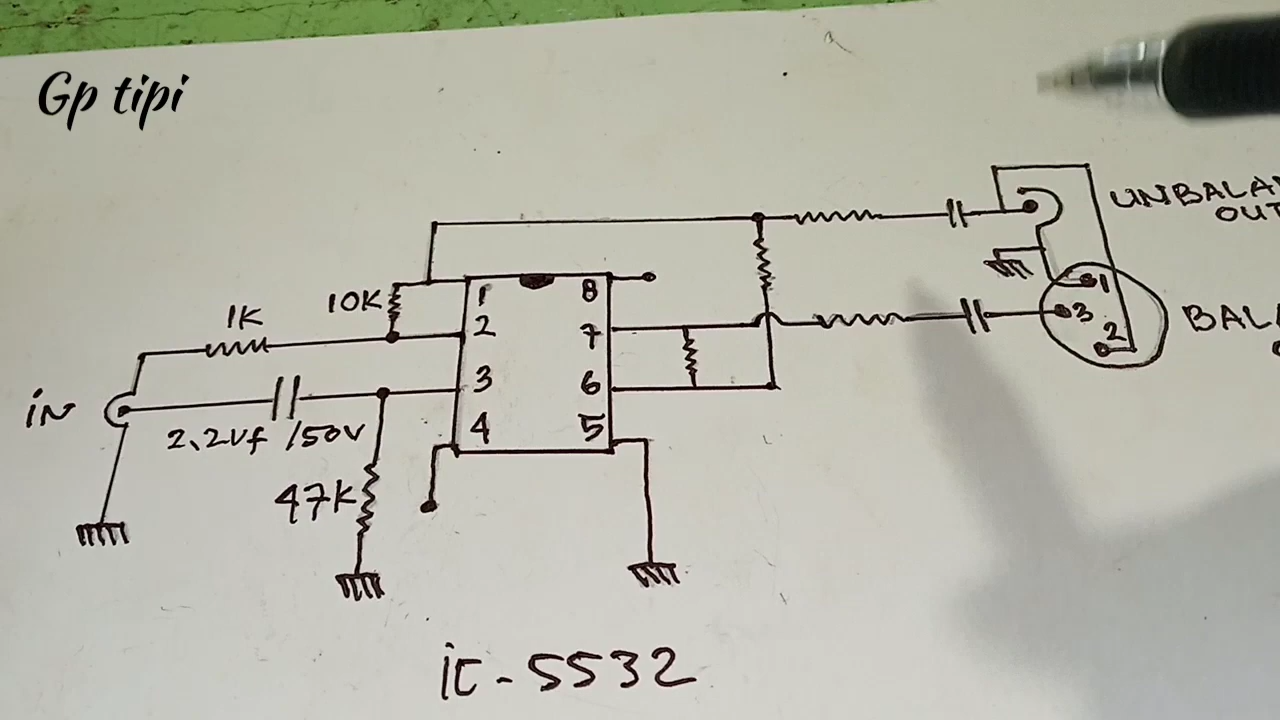 Gp tipi
UNBALA
OUT
1
3
2
BAL
1K
10K
1
8
2
7
3
6
4
5
iN
2.2uf /50V
47K
ic - 5532